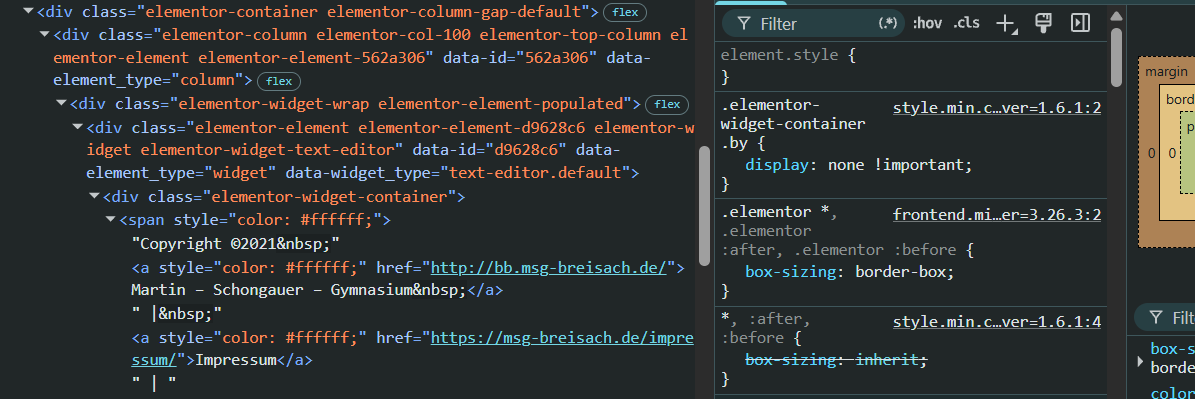 <div class="elementor-container elementor-column-gap-default"> flex
<div class="elementor-column elementor-col-100 elementor-top-column el
ementor-element elementor-element-562a306" data-id="562a306" data-
element_type="column"> flex
<div class="elementor-widget-wrap elementor-element-populated"> flex
<div class="elementor-element elementor-element-d9628c6 elementor-w
idget elementor-widget-text-editor" data-id="d9628c6" data-
element_type="widget" data-widget_type="text-editor.default">
<div class="elementor-widget-container">
<span style="color: #ffffff;">
"Copyright ©2021&nbsp;"
<a style="color: #ffffff;" href="http://bb.msg-breisach.de/">
Martin – Schongauer – Gymnasium&nbsp;</a>
" |&nbsp;"
<a style="color: #ffffff;" href="https://msg-breisach.de/impre
ssum/">Impressum</a>
" | "
Filter (.*) :hov .cls
element.style {
}
.elementor- style.min.c…ver=1.6.1:2
widget-container
.by {
display: none !important;
}
.elementor *, frontend.mi…er=3.26.3:2
.elementor
:after, .elementor :before {
box-sizing: border-box;
}
*, :after, style.min.c…ver=1.6.1:4
:before {
box-sizing: inherit;
}
margin
bord
p
0 0
Filt
box-s
border
color